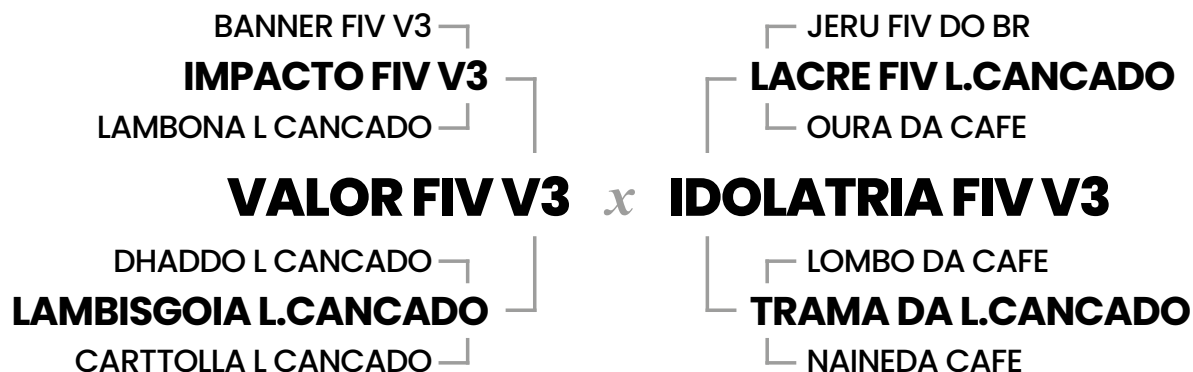 BANNER FIV V3
IMPACTO FIV V3
LAMBONA L CANCADO
JERU FIV DO BR
LACRE FIV L.CANCADO
OURA DA CAFE
VALOR FIV V3 x IDOLATRIA FIV V3
DHADDO L CANCADO
LAMBISGOIA L.CANCADO
CARTTOLLA L CANCADO
LOMBO DA CAFE
TRAMA DA L.CANCADO
NAINEDA CAFE